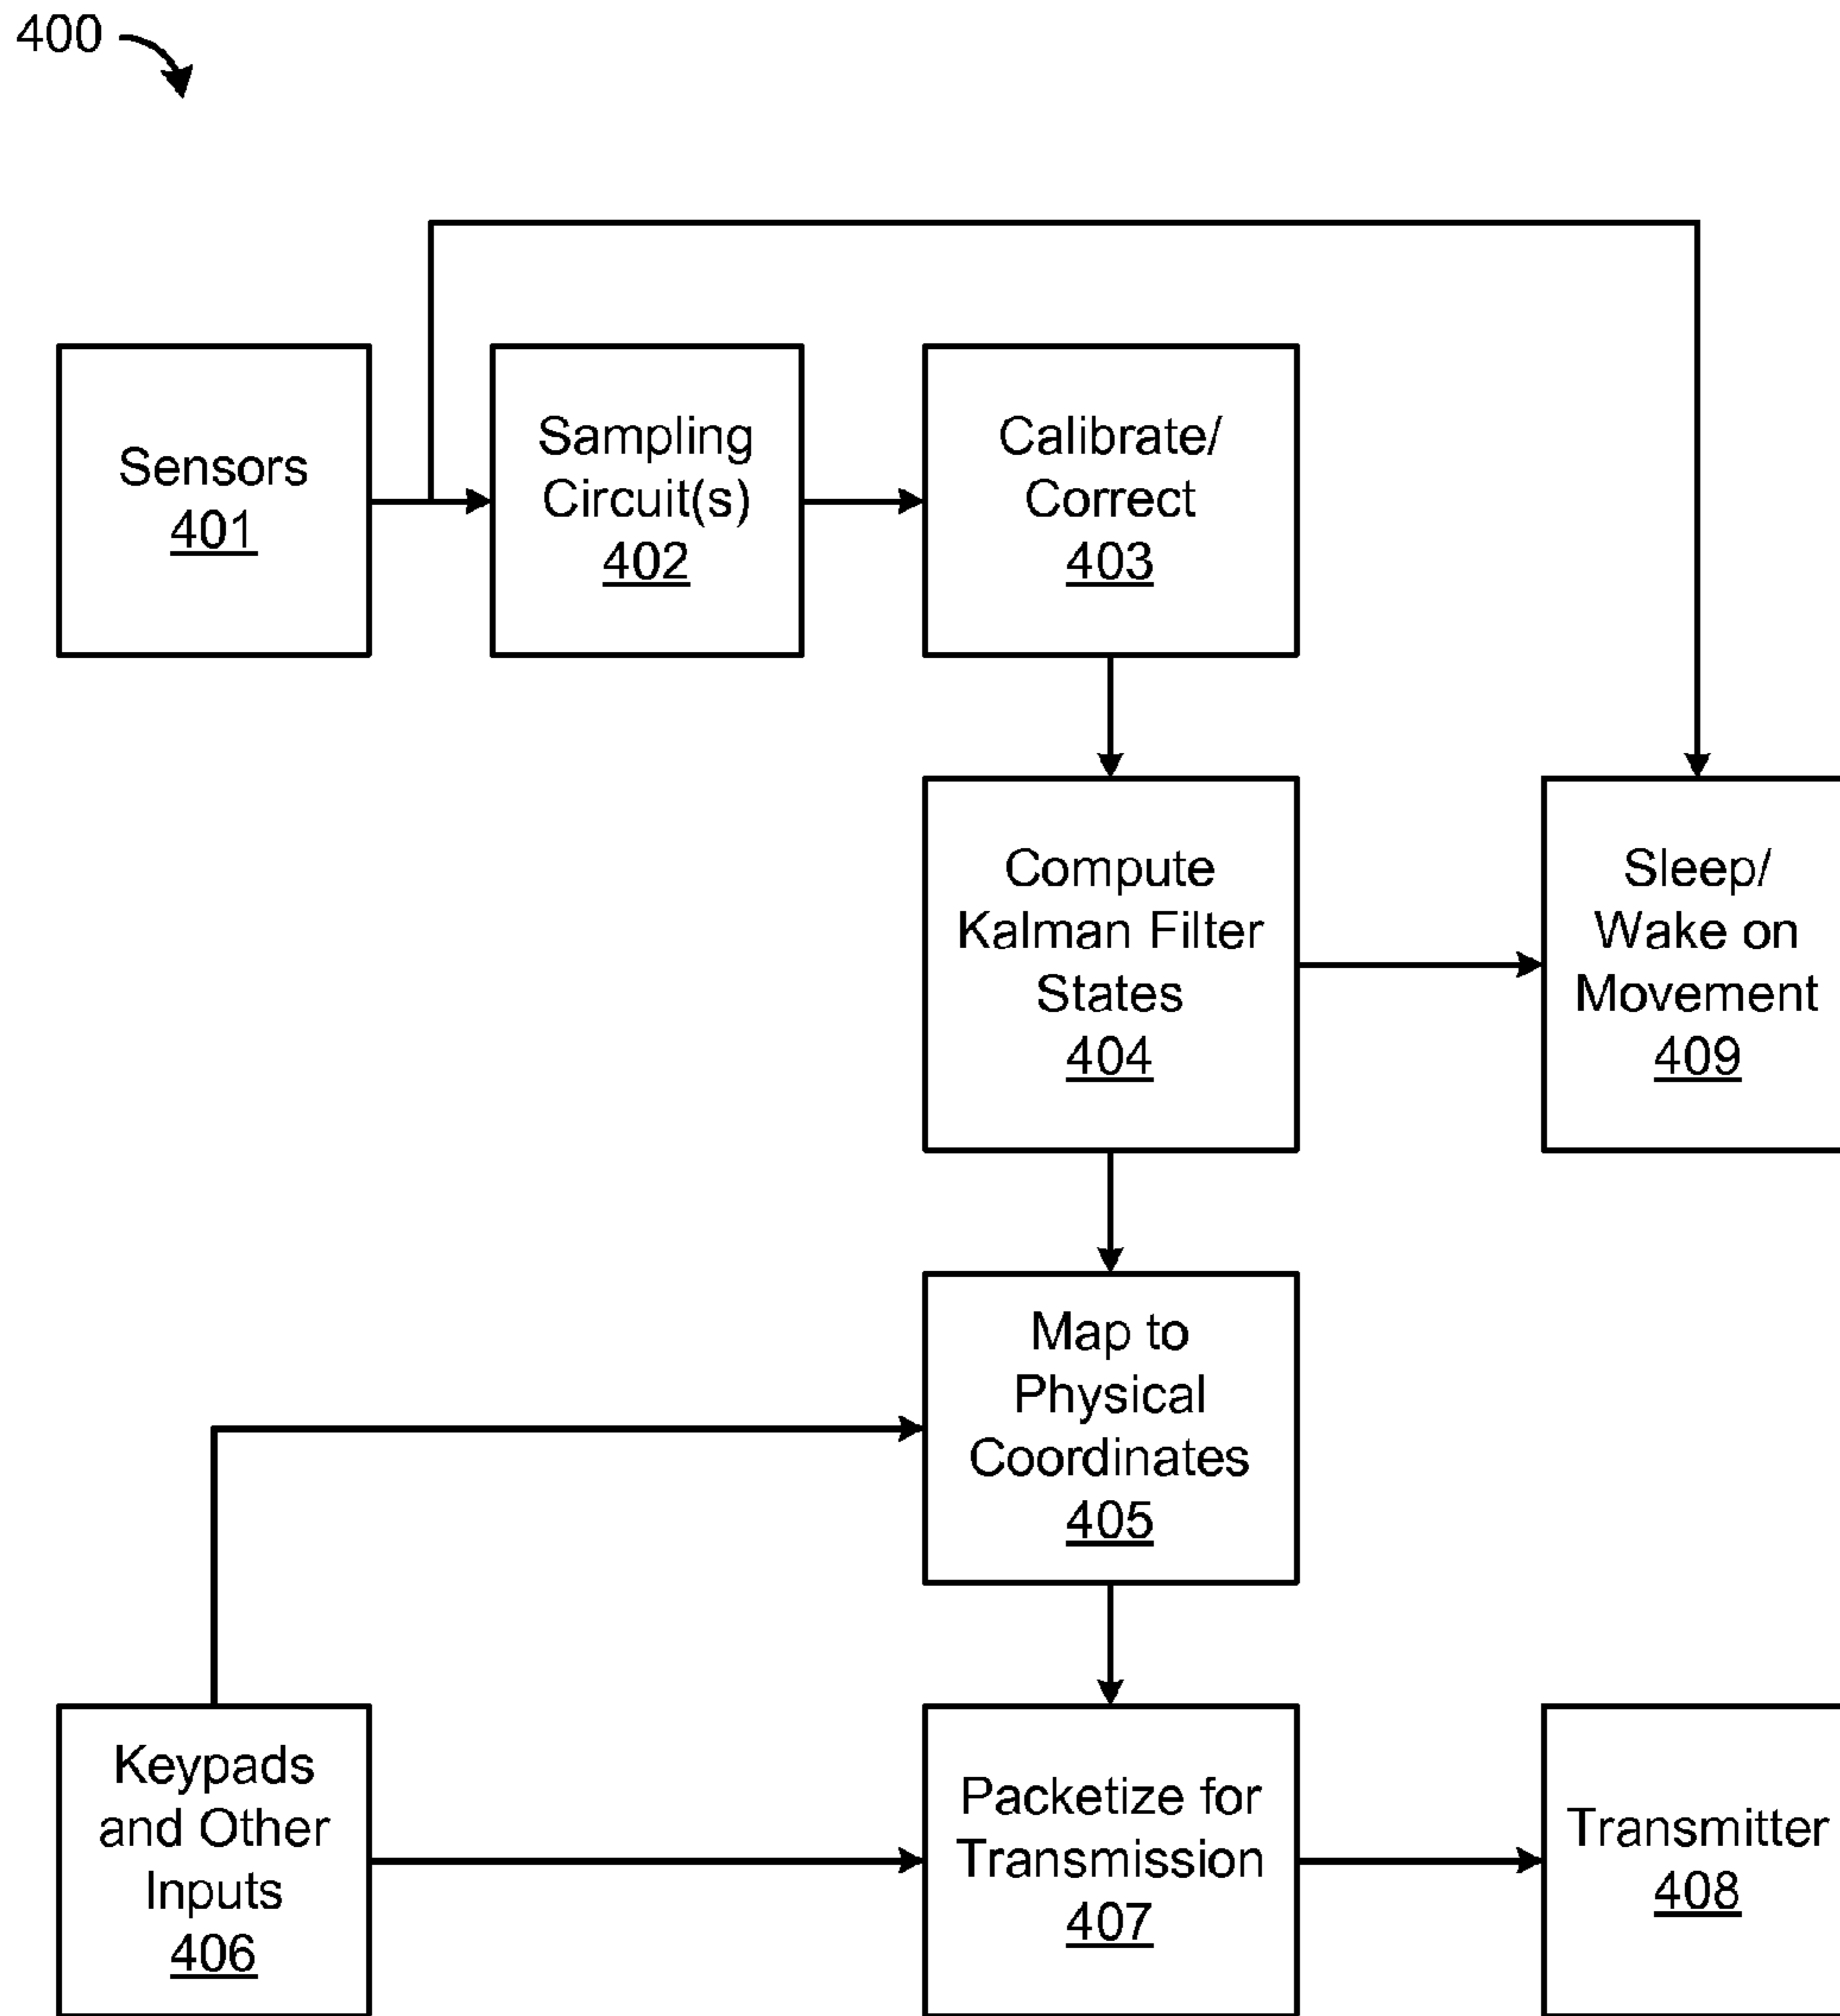 400
Sensors
401
Sampling
Circuit(s)
402
Calibrate/
Correct
403
Compute
Kalman Filter
States
404
Sleep/
Wake on
Movement
409
Map to
Physical
Coordinates
405
Keypads
and Other
Inputs
406
Packetize for
Transmission
407
Transmitter
408